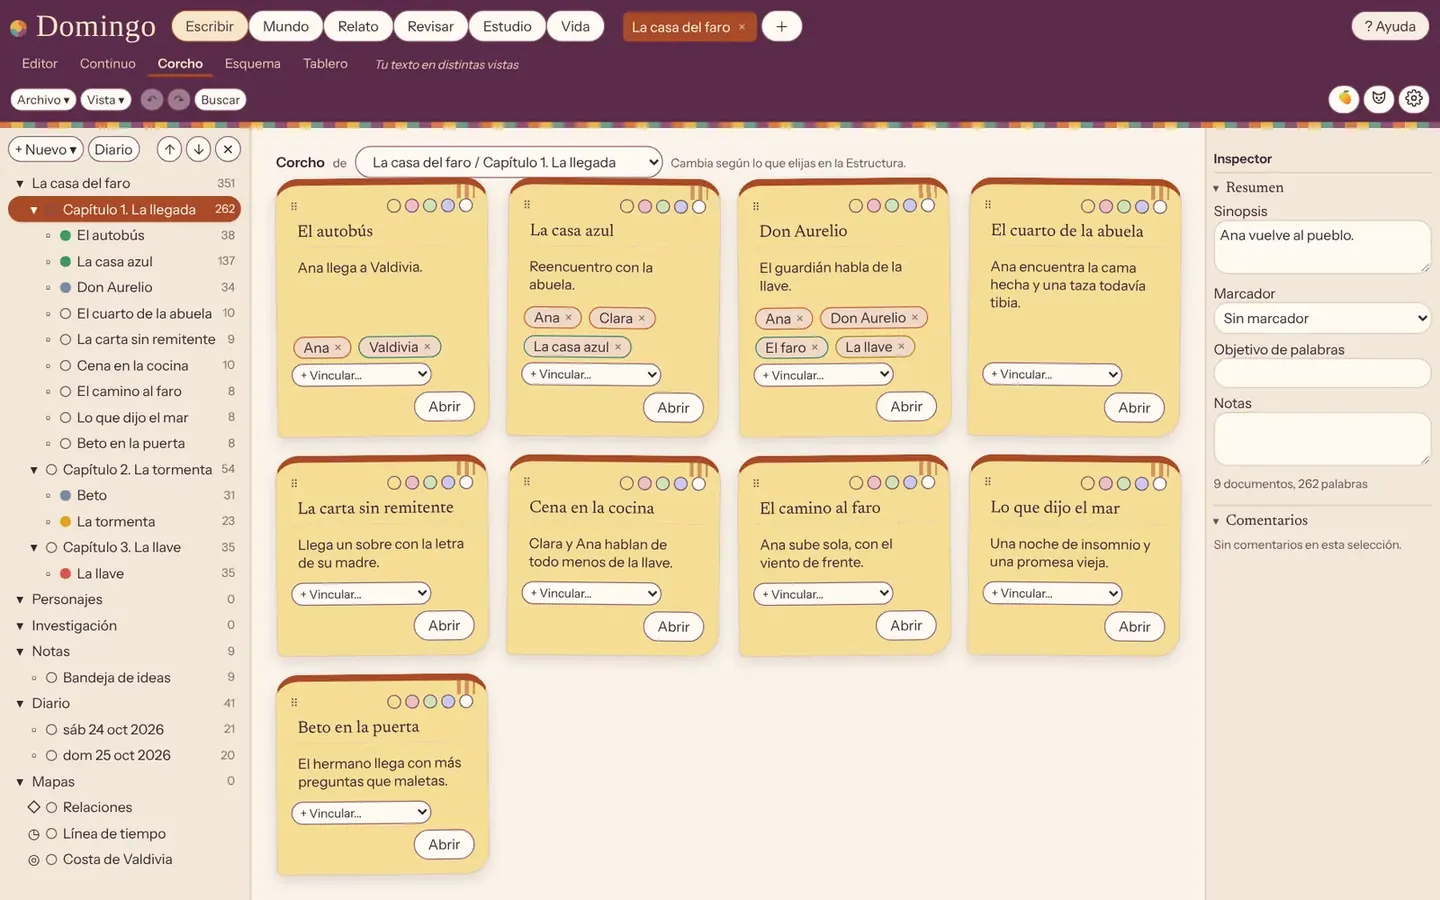 Domingo
Escribir Mundo Relato Revisar Estudio Vida La casa del faro × + ? Ayuda
Editor Continuo Corcho Esquema Tablero Tu texto en distintas vistas
Archivo ▾ Vista ▾ Buscar
+ Nuevo ▾ Diario ↑ ↓ ✕
La casa del faro 351
Capítulo 1. La llegada 262
El autobús 38
La casa azul 137
Don Aurelio 34
El cuarto de la abuela 10
La carta sin remitente 9
Cena en la cocina 10
El camino al faro 8
Lo que dijo el mar 8
Beto en la puerta 8
Capítulo 2. La tormenta 54
Beto 31
La tormenta 23
Capítulo 3. La llave 35
La llave 35
Personajes 0
Investigación 0
Notas 9
Bandeja de ideas 9
Diario 41
sáb 24 oct 2026 21
dom 25 oct 2026 20
Mapas 0
Relaciones
Línea de tiempo
Costa de Valdivia
Corcho de La casa del faro / Capítulo 1. La llegada Cambia según lo que elijas en la Estructura.
El autobús
Ana llega a Valdivia.
Ana × Valdivia ×
+ Vincular...
Abrir
La casa azul
Reencuentro con la
abuela.
Ana × Clara ×
La casa azul ×
+ Vincular...
Abrir
Don Aurelio
El guardián habla de la
llave.
Ana × Don Aurelio ×
El faro × La llave ×
+ Vincular...
Abrir
El cuarto de la abuela
Ana encuentra la cama
hecha y una taza todavía
tibia.
+ Vincular...
Abrir
La carta sin remitente
Llega un sobre con la letra
de su madre.
+ Vincular...
Abrir
Cena en la cocina
Clara y Ana hablan de
todo menos de la llave.
+ Vincular...
Abrir
El camino al faro
Ana sube sola, con el
viento de frente.
+ Vincular...
Abrir
Lo que dijo el mar
Una noche de insomnio y
una promesa vieja.
+ Vincular...
Abrir
Beto en la puerta
El hermano llega con más
preguntas que maletas.
+ Vincular...
Abrir
Inspector
Resumen
Sinopsis
Ana vuelve al pueblo.
Marcador
Sin marcador
Objetivo de palabras
Notas
9 documentos, 262 palabras
Comentarios
Sin comentarios en esta selección.